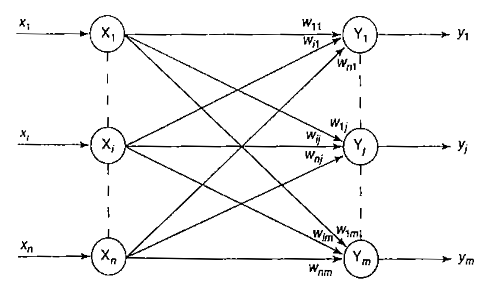 x₁ X₁ w₁₁ Y₁ y₁
wᵢ₁
wₙ₁
w₁ⱼ
xᵢ Xᵢ wᵢⱼ Yⱼ yⱼ
wₙⱼ
wᵢₘ w₁ₘ
xₙ Xₙ wₙₘ Yₘ yₘ